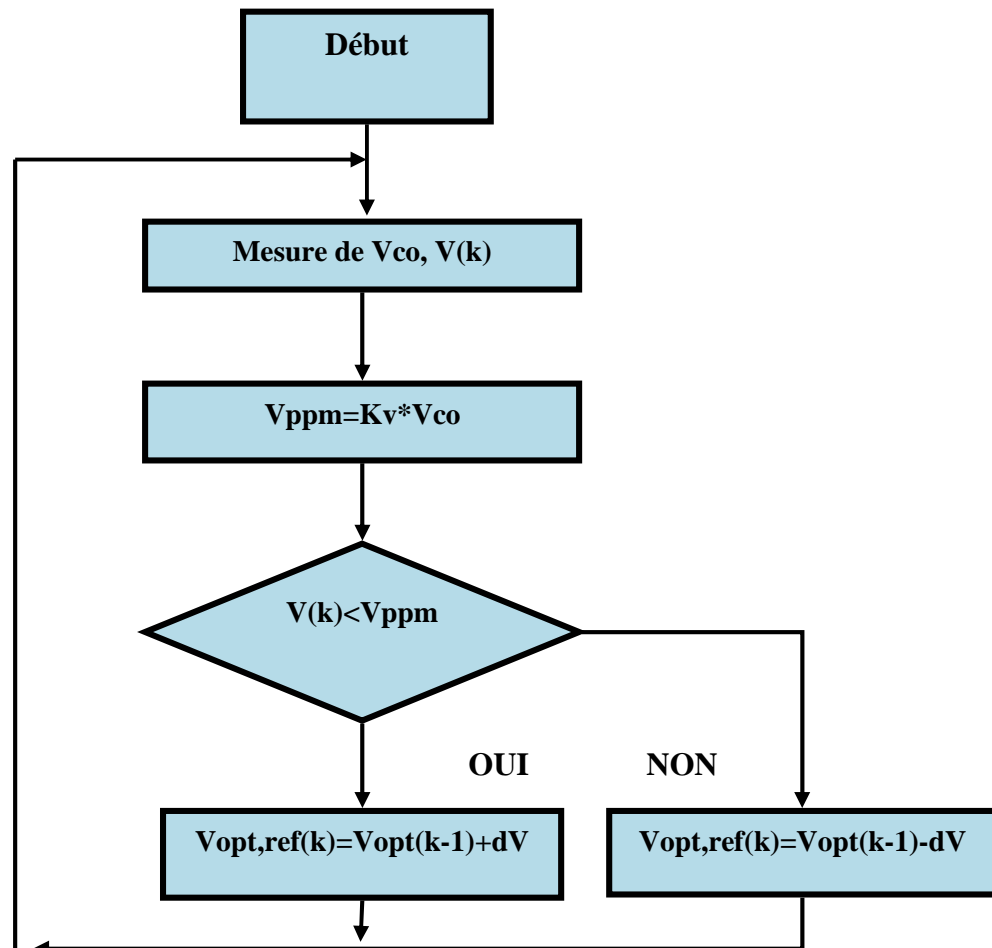 Début
Mesure de Vco, V(k)
Vppm=Kv*Vco
V(k)<Vppm
OUI
NON
Vopt,ref(k)=Vopt(k-1)+dV
Vopt,ref(k)=Vopt(k-1)-dV